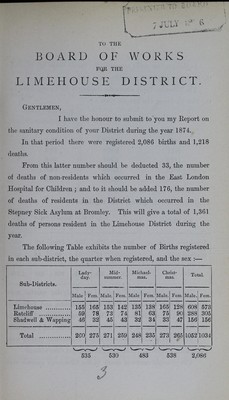 7 JULY
TO THE
BOARD OF WORKS
FOR THE
LIMEHOUSE DISTRICT.
GENTLEMEN,
I have the honour to submit to you my Report on
the sanitary condition of your District during the year 1874.
In that period there were registered 2,086 births and 1,218
deaths.
From this latter number should be deducted 33, the number
of deaths of non-residents which occurred in the East London
Hospital for Children ; and to it should be added 176, the number
of deaths of residents in the District which occurred in the
Stepney Sick Asylum at Bromley. This will give a total of 1,361
deaths of persons resident in the Limehouse District during the
year.
The following Table exhibits the number of Births registered
in each sub-district, the quarter when registered, and the sex :—
Sub-Districts. Lady-day. Mid-summer. Michael-mas. Christ-mas. Total.
Male Fem. Male. Fem. Male. Fem. Male. Fem. Male. Fem.
Limehouse 155 165 153 142 135 138 165 128 608 573
Ratcliff 59 78 73 74 81 63 75 90 288 305
Shadwell & Wapping 46 32 45 43 32 34 33 47 156 156
Total 260 275 271 259 248 235 273 265 1052 1034
535 530 483 538 2,086
3